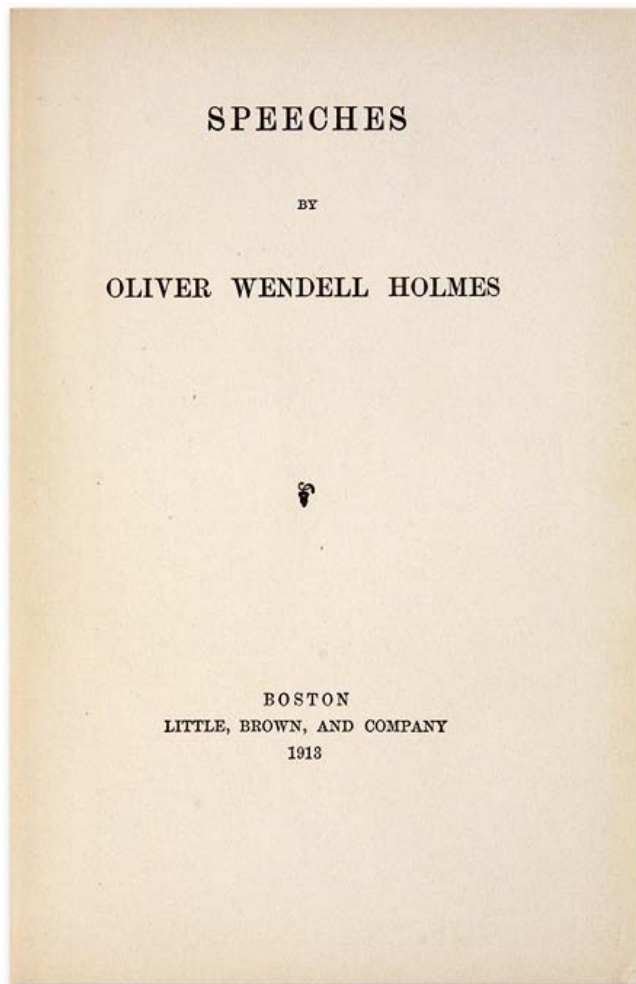 SPEECHES
BY
OLIVER WENDELL HOLMES
BOSTON
LITTLE, BROWN, AND COMPANY
1913